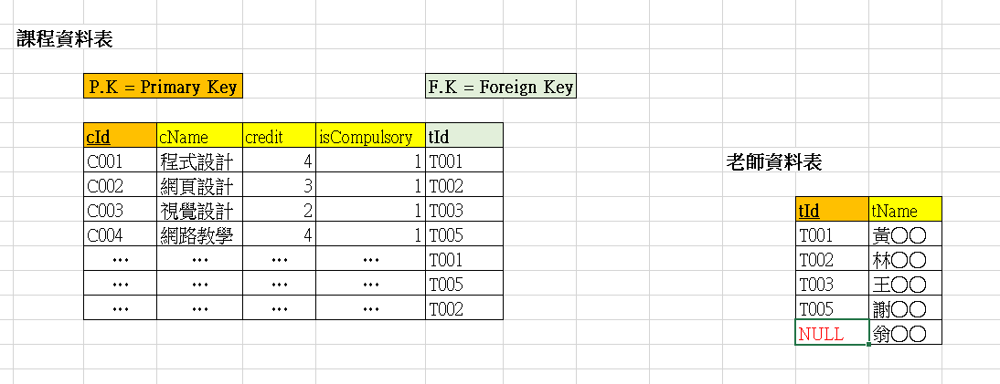 課程資料表
P.K = Primary Key F.K = Foreign Key
cId cName credit isCompulsory tId
C001 程式設計 4 1 T001
C002 網頁設計 3 1 T002
C003 視覺設計 2 1 T003
C004 網路教學 4 1 T005
… … … … T001
… … … … T005
… … … … T002
老師資料表
tId tName
T001 黃〇〇
T002 林〇〇
T003 王〇〇
T005 謝〇〇
NULL 翁〇〇